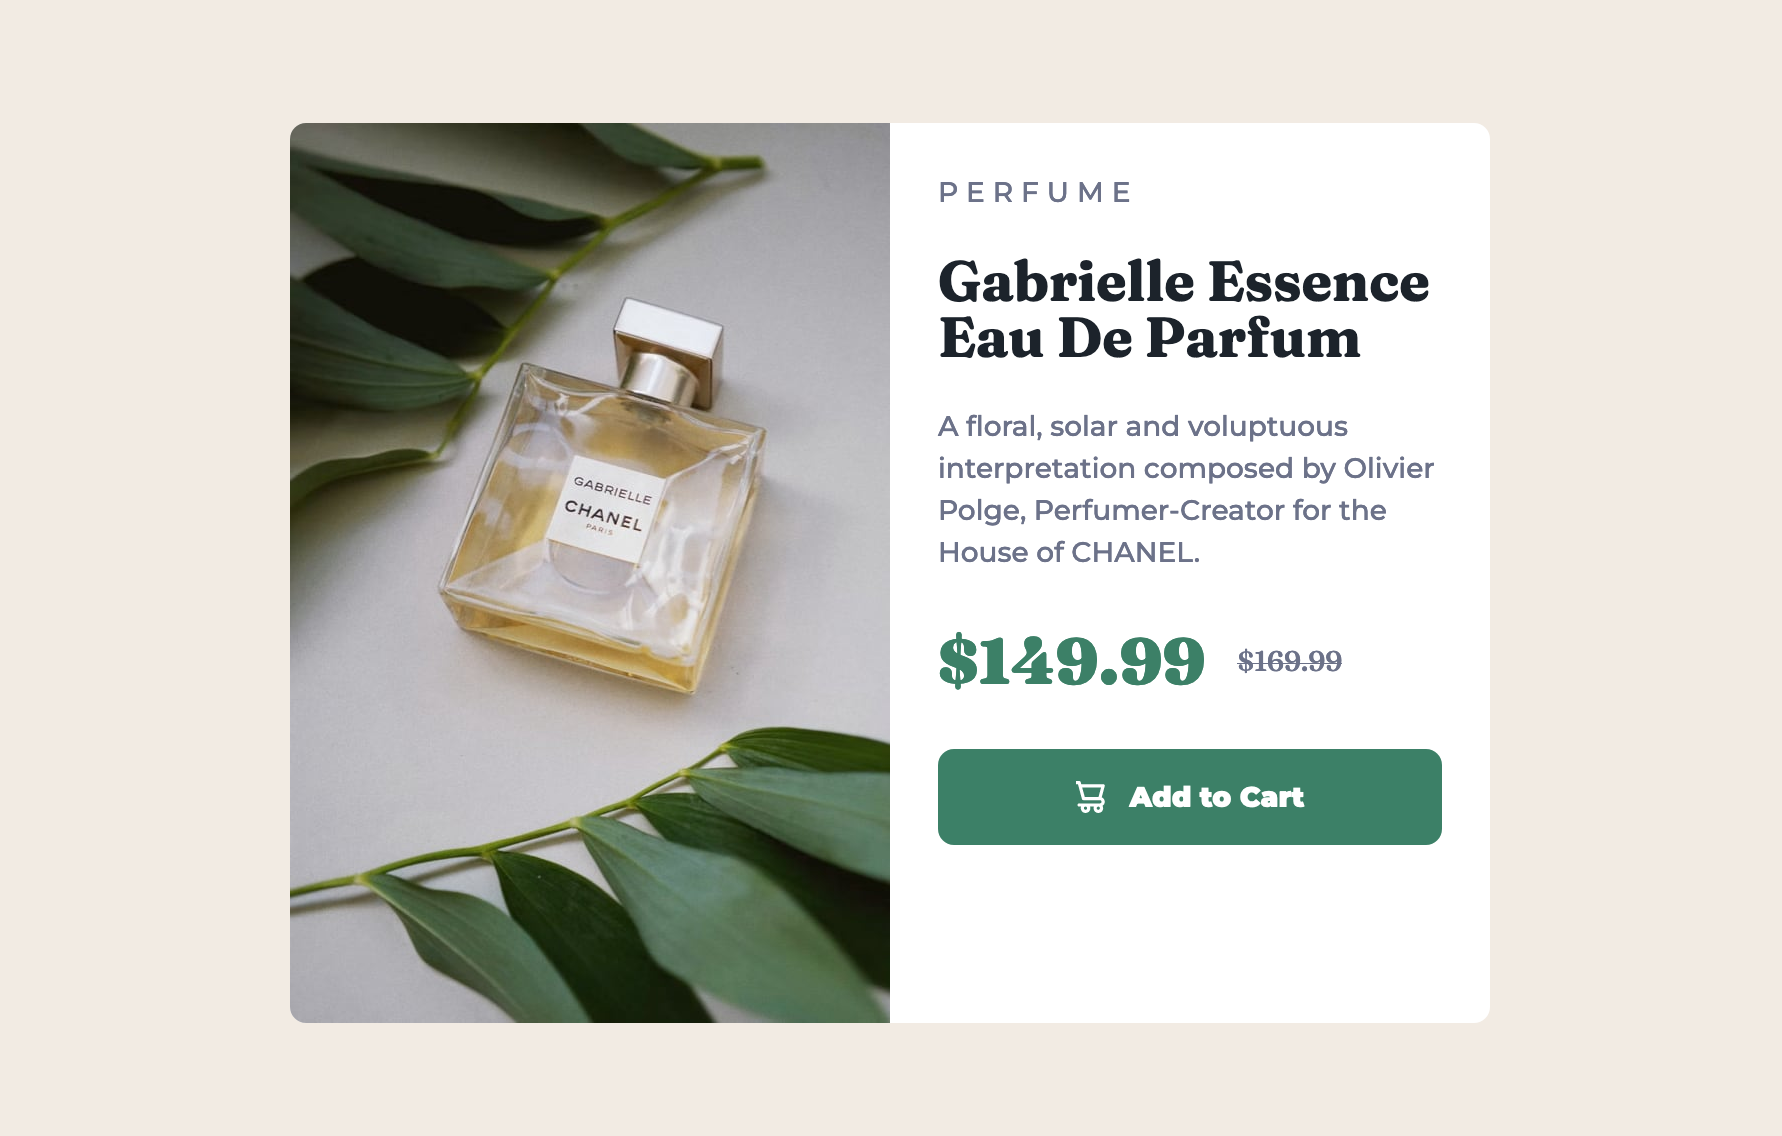 GABRIELLE
CHANEL
PARIS
PERFUME
Gabrielle Essence
Eau De Parfum
A floral, solar and voluptuous
interpretation composed by Olivier
Polge, Perfumer-Creator for the
House of CHANEL.
$149.99 $169.99
Add to Cart